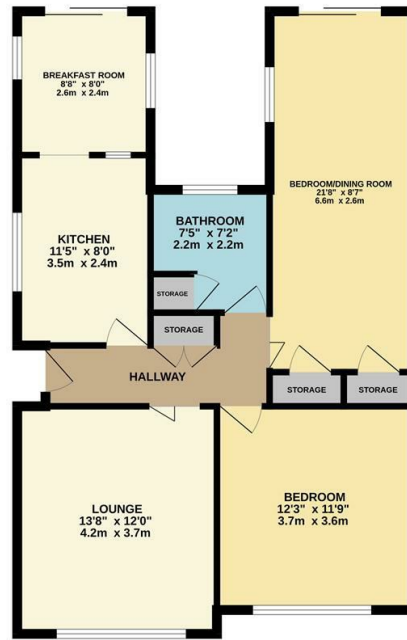 BREAKFAST ROOM
8'8" x 8'0"
2.6m x 2.4m
BEDROOM/DINING ROOM
21'8" x 8'7"
6.6m x 2.6m
KITCHEN
11'5" x 8'0"
3.5m x 2.4m
BATHROOM
7'5" x 7'2"
2.2m x 2.2m
STORAGE
STORAGE
HALLWAY
STORAGE
STORAGE
LOUNGE
13'8" x 12'0"
4.2m x 3.7m
BEDROOM
12'3" x 11'9"
3.7m x 3.6m